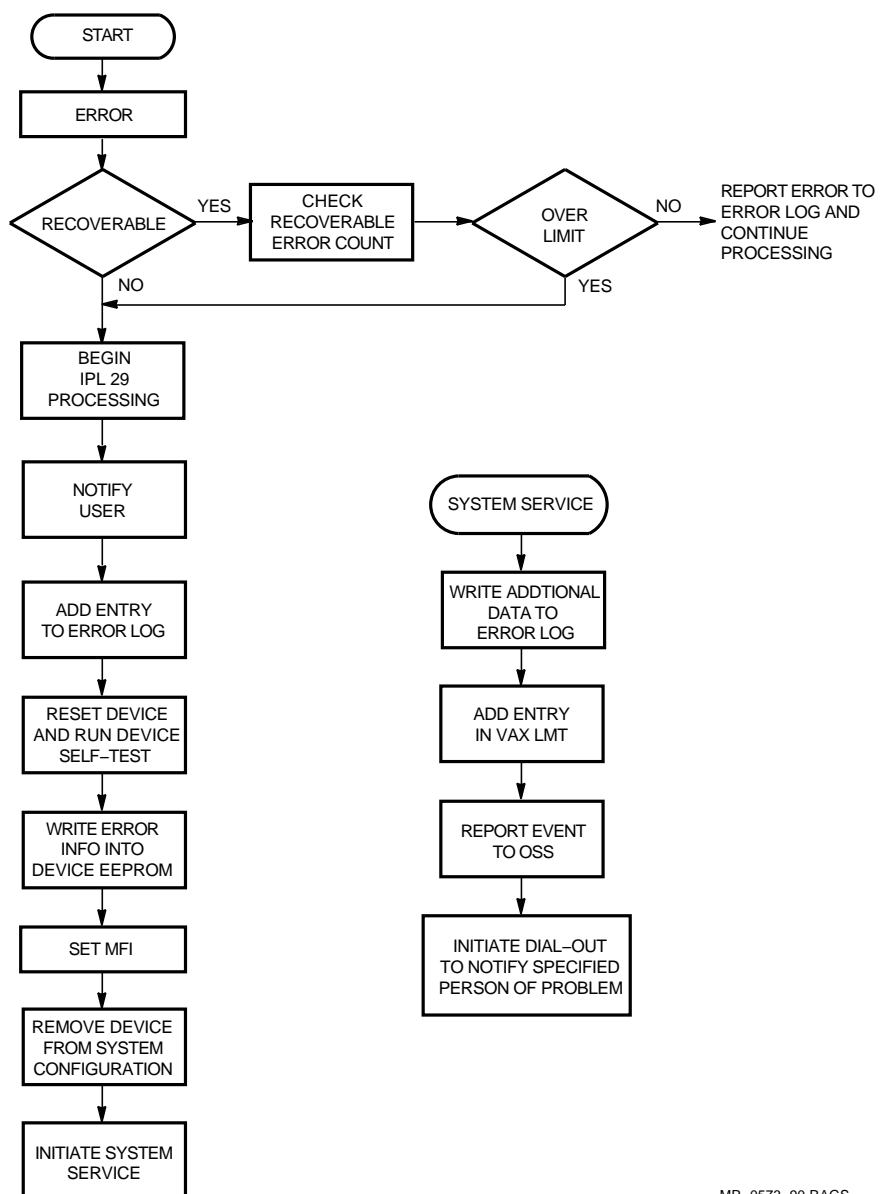 START
ERROR
RECOVERABLE
YES
CHECK
RECOVERABLE
ERROR COUNT
OVER
LIMIT
NO
REPORT ERROR TO
ERROR LOG AND
CONTINUE
PROCESSING
NO
YES
BEGIN
IPL 29
PROCESSING
NOTIFY
USER
ADD ENTRY
TO ERROR LOG
RESET DEVICE
AND RUN DEVICE
SELF−TEST
WRITE ERROR
INFO INTO
DEVICE EEPROM
SET MFI
REMOVE DEVICE
FROM SYSTEM
CONFIGURATION
INITIATE SYSTEM
SERVICE
SYSTEM SERVICE
WRITE ADDTIONAL
DATA TO
ERROR LOG
ADD ENTRY
IN VAX LMT
REPORT EVENT
TO OSS
INITIATE DIAL−OUT
TO NOTIFY SPECIFIED
PERSON OF PROBLEM